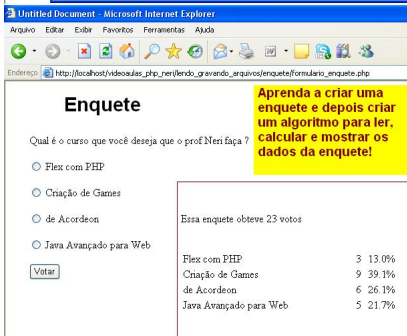 Untitled Document - Microsoft Internet Explorer
Arquivo Editar Exibir Favoritos Ferramentas Ajuda
Endereço http://localhost/videoaulas_php_neri/lendo_gravando_arquivos/enquete/formulario_enquete.php
Enquete
Aprenda a criar uma
enquete e depois criar
um algoritmo para ler,
calcular e mostrar os
dados da enquete!
Qual é o curso que você deseja que o prof Neri faça ?
Flex com PHP
Criação de Games
de Acordeon
Java Avançado para Web
Votar
Essa enquete obteve 23 votos
Flex com PHP 3 13.0%
Criação de Games 9 39.1%
de Acordeon 6 26.1%
Java Avançado para Web 5 21.7%